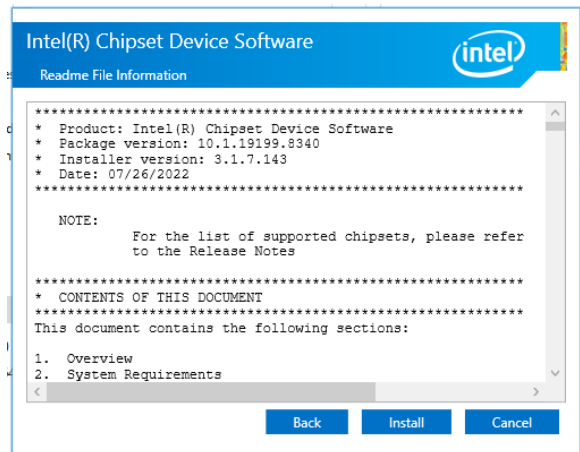 Intel(R) Chipset Device Software
Readme File Information
intel
************************************************************
*  Product: Intel(R) Chipset Device Software
*  Package version: 10.1.19199.8340
*  Installer version: 3.1.7.143
*  Date: 07/26/2022
************************************************************
NOTE:
For the list of supported chipsets, please refer
to the Release Notes
************************************************************
*  CONTENTS OF THIS DOCUMENT
************************************************************
This document contains the following sections:
1.  Overview
2.  System Requirements
Back Install Cancel